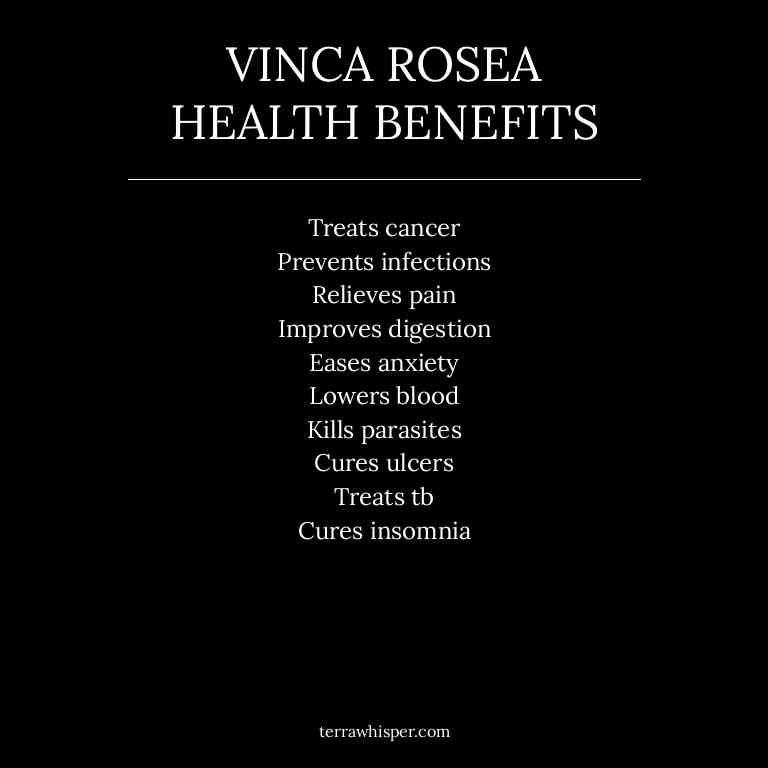 VINCA ROSEA
HEALTH BENEFITS
Treats cancer
Prevents infections
Relieves pain
Improves digestion
Eases anxiety
Lowers blood
Kills parasites
Cures ulcers
Treats tb
Cures insomnia
terrawhisper.com